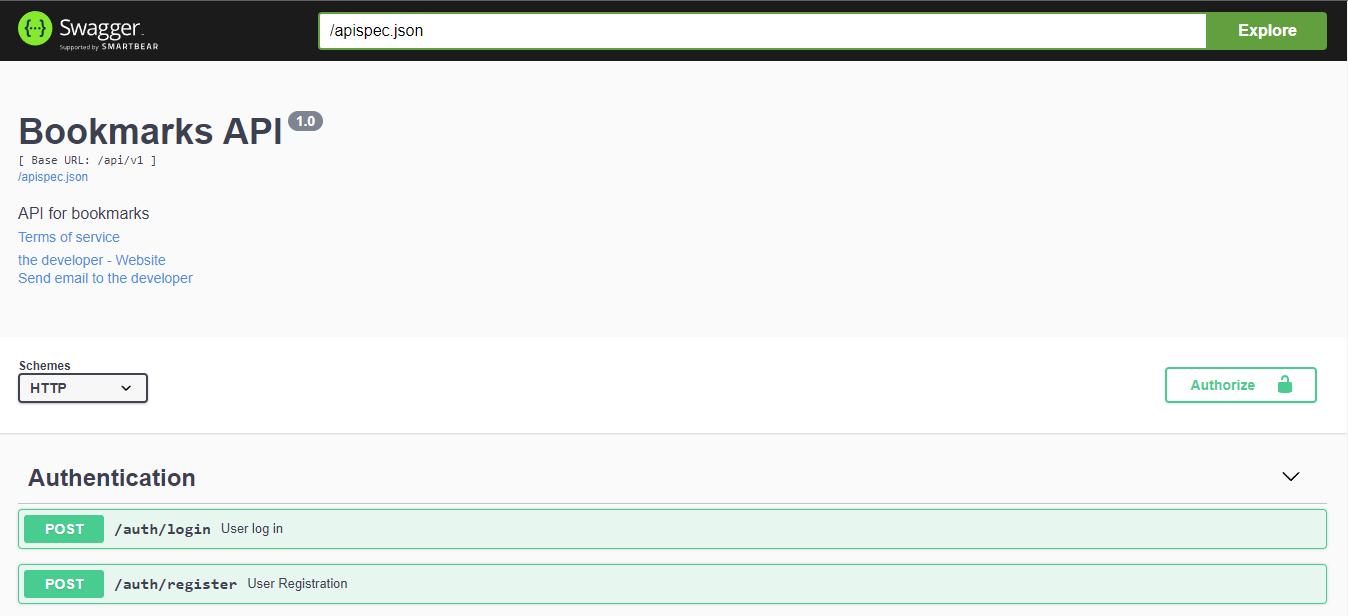 Swagger
Supported by SMARTBEAR
/apispec.json
Explore
Bookmarks API 1.0
[ Base URL: /api/v1 ]
/apispec.json
API for bookmarks
Terms of service
the developer - Website
Send email to the developer
Schemes
HTTP
Authorize
Authentication
POST /auth/login User log in
POST /auth/register User Registration